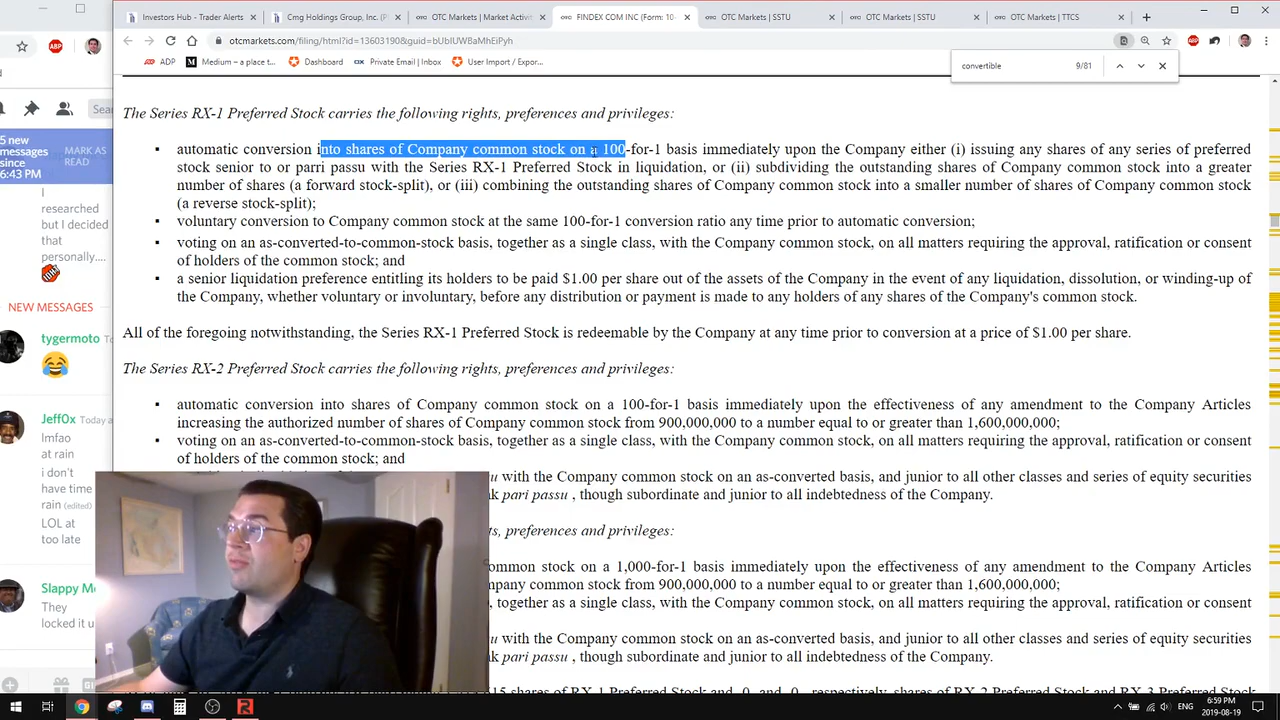 Investors Hub - Trader Alerts
Cmg Holdings Group, Inc. (P
OTC Markets | Market Activit
FINDEX COM INC (Form: 10-
OTC Markets | SSTU
OTC Markets | SSTU
OTC Markets | TTCS
otcmarkets.com/filing/html?id=13603190&guid=bUbIUWBaMhEiPyh
ADP
Medium – a place t...
Dashboard
Private Email | Inbox
User Import / Expor...
convertible
9/81
Sea
5 new
messages
6:43 PM
MARK AS
READ
researched
but I decided
that
personally...
NEW MESSAGES
tygermoto To
JeffOx Today a
lmfao
at rain
i don't
have time
rain (edited)
LOL at
too late
Slappy M
They
locked it u
The Series RX-1 Preferred Stock carries the following rights, preferences and privileges:
▪ automatic conversion into shares of Company common stock on a 100-for-1 basis immediately upon the Company either (i) issuing any shares of any series of preferred
stock senior to or parri passu with the Series RX-1 Preferred Stock in liquidation, or (ii) subdividing the outstanding shares of Company common stock into a greater
number of shares (a forward stock-split), or (iii) combining the outstanding shares of Company common stock into a smaller number of shares of Company common stock
(a reverse stock-split);
▪ voluntary conversion to Company common stock at the same 100-for-1 conversion ratio any time prior to automatic conversion;
▪ voting on an as-converted-to-common-stock basis, together as a single class, with the Company common stock, on all matters requiring the approval, ratification or consent
of holders of the common stock; and
▪ a senior liquidation preference entitling its holders to be paid $1.00 per share out of the assets of the Company in the event of any liquidation, dissolution, or winding-up of
the Company, whether voluntary or involuntary, before any distribution or payment is made to any holders of any shares of the Company's common stock.
All of the foregoing notwithstanding, the Series RX-1 Preferred Stock is redeemable by the Company at any time prior to conversion at a price of $1.00 per share.
The Series RX-2 Preferred Stock carries the following rights, preferences and privileges:
▪ automatic conversion into shares of Company common stock on a 100-for-1 basis immediately upon the effectiveness of any amendment to the Company Articles
increasing the authorized number of shares of Company common stock from 900,000,000 to a number equal to or greater than 1,600,000,000;
▪ voting on an as-converted-to-common-stock basis, together as a single class, with the Company common stock, on all matters requiring the approval, ratification or consent
of holders of the common stock; and
with the Company common stock on an as-converted basis, and junior to all other classes and series of equity securities
pari passu , though subordinate and junior to all indebtedness of the Company.
, preferences and privileges:
ommon stock on a 1,000-for-1 basis immediately upon the effectiveness of any amendment to the Company Articles
pany common stock from 900,000,000 to a number equal to or greater than 1,600,000,000;
, together as a single class, with the Company common stock, on all matters requiring the approval, ratification or consent
with the Company common stock on an as-converted basis, and junior to all other classes and series of equity securities
pari passu , though subordinate and junior to all indebtedness of the Company.
ENG
6:59 PM
2019-08-19